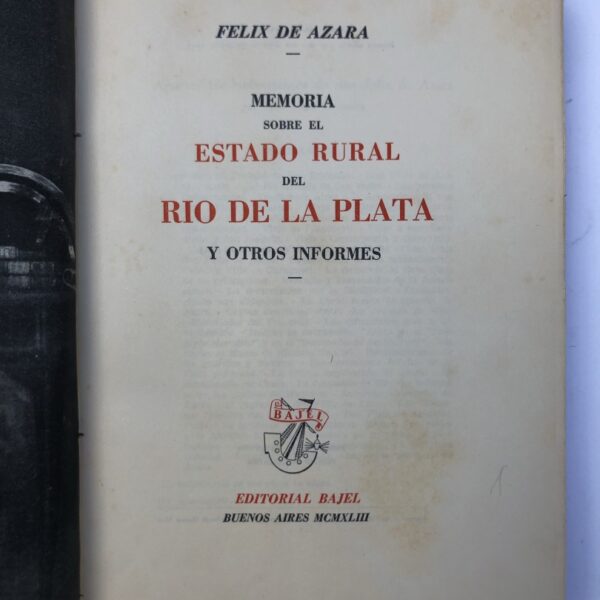 FELIX DE AZARA
MEMORIA
SOBRE EL
ESTADO RURAL
DEL
RIO DE LA PLATA
Y OTROS INFORMES
EL
BAJEL
EDITORIAL BAJEL
BUENOS AIRES MCMXLIII